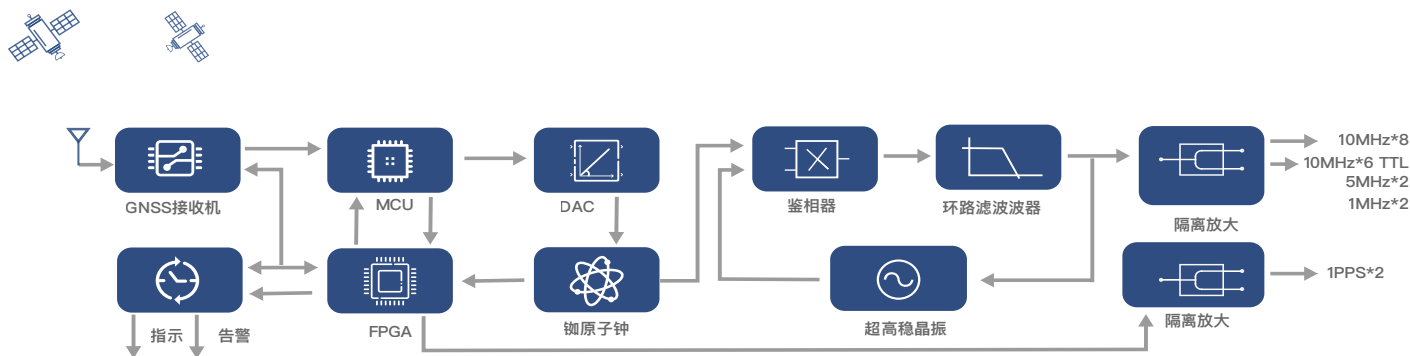 10MHz*8
10MHz*6 TTL
5MHz*2
1MHz*2
GNSS接收机
MCU
DAC
鉴相器
环路滤波波器
隔离放大
1PPS*2
指示
告警
FPGA
铷原子钟
超高稳晶振
隔离放大